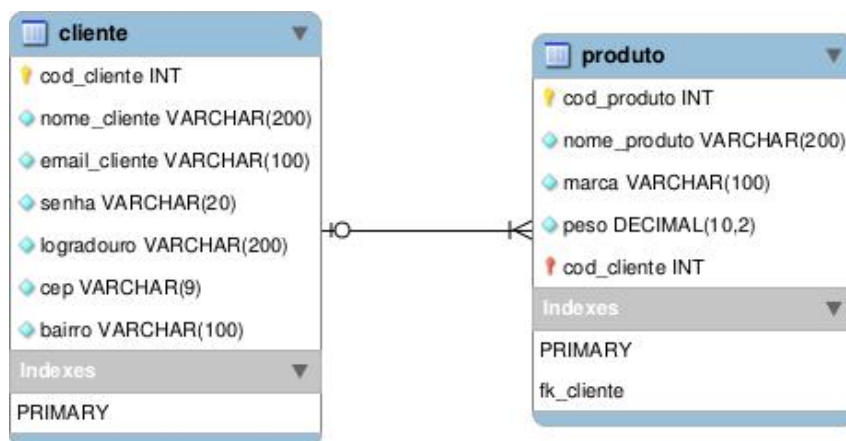 cliente
cod_cliente INT
nome_cliente VARCHAR(200)
email_cliente VARCHAR(100)
senha VARCHAR(20)
logradouro VARCHAR(200)
cep VARCHAR(9)
bairro VARCHAR(100)
Indexes
PRIMARY
produto
cod_produto INT
nome_produto VARCHAR(200)
marca VARCHAR(100)
peso DECIMAL(10,2)
cod_cliente INT
Indexes
PRIMARY
fk_cliente